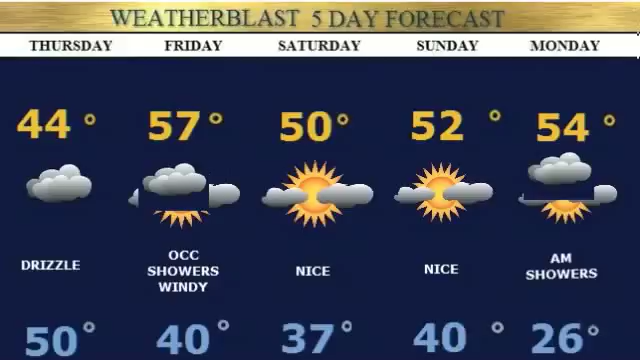 WEATHERBLAST 5 DAY FORECAST
THURSDAY FRIDAY SATURDAY SUNDAY MONDAY
44° 57° 50° 52° 54°
DRIZZLE
OCC
SHOWERS
WINDY
NICE
NICE
AM
SHOWERS
50° 40° 37° 40° 26°